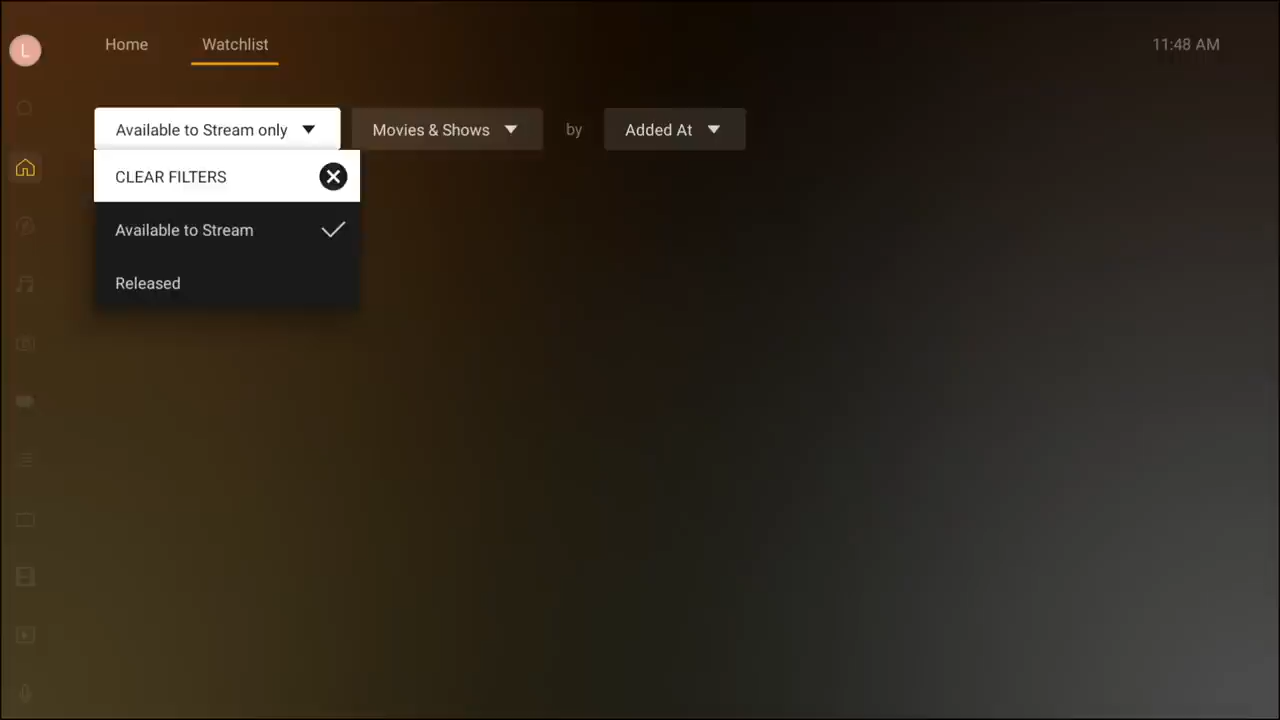 L
Home
Watchlist
11:48 AM
Available to Stream only
Movies & Shows
by
Added At
CLEAR FILTERS
Available to Stream
Released